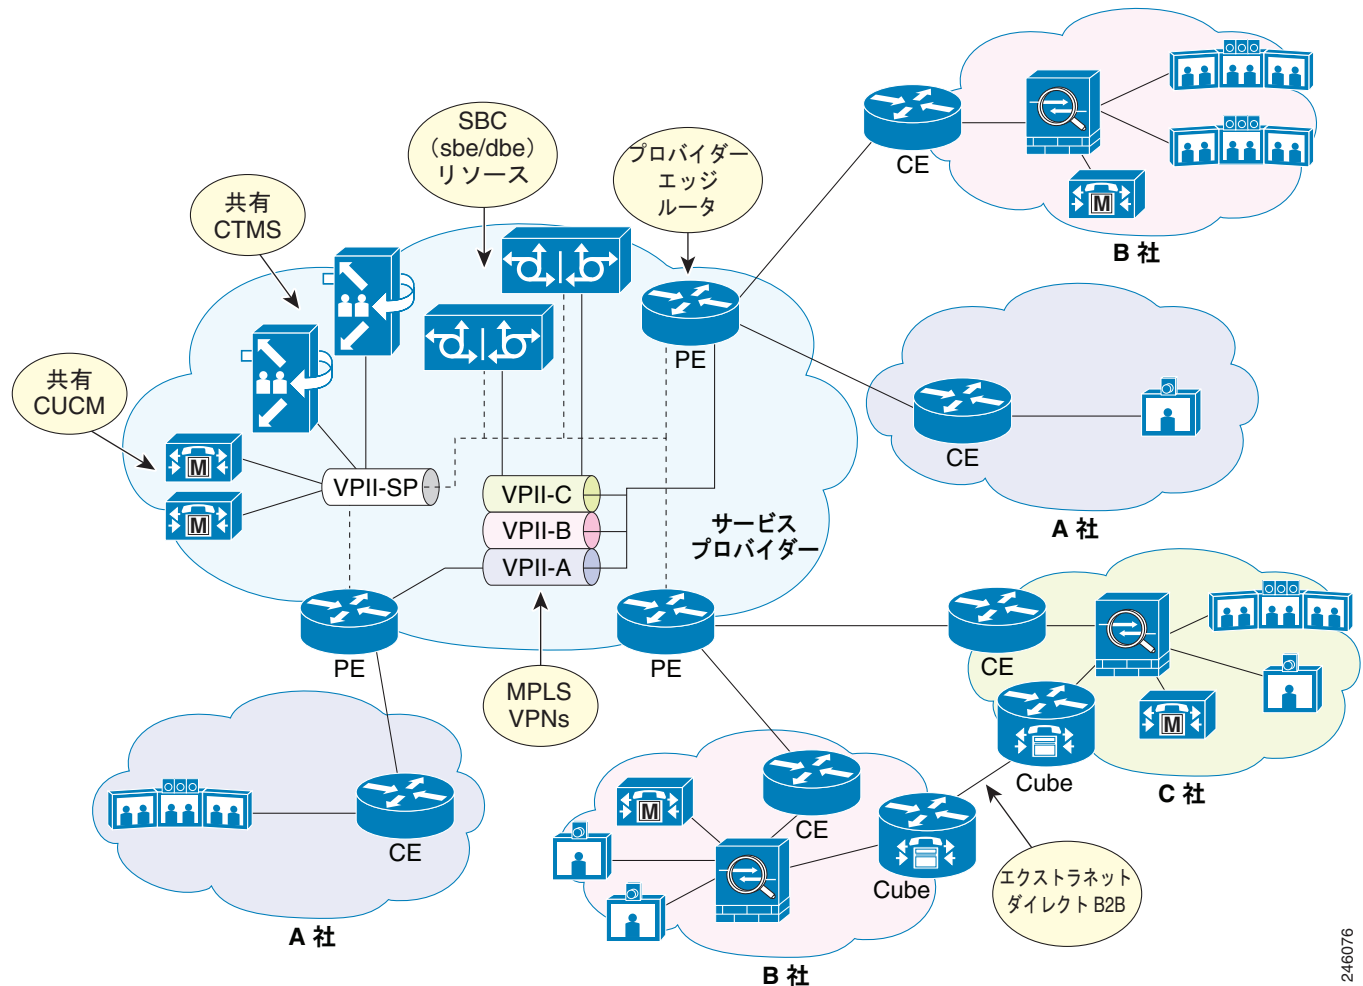 SBC
（sbe/dbe）
リソース
プロバイダー
エッジ
ルータ
共有
CTMS
共有
CUCM
CE
M
B 社
PE
CE
A 社
M
M
VPII-SP
VPII-C
VPII-B
VPII-A
サービス
プロバイダー
PE
PE
MPLS
VPNs
CE
M
Cube
C 社
CE
A 社
M
CE
Cube
B 社
エクストラネット
ダイレクト B2B
246076